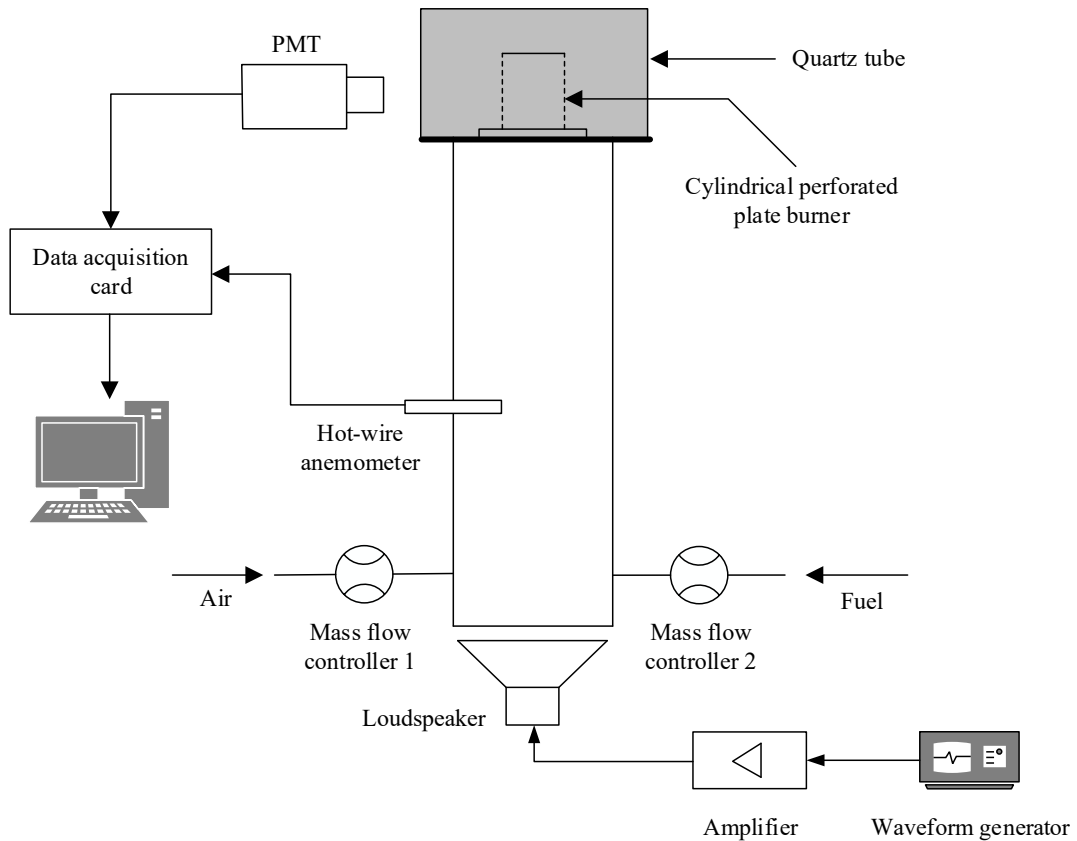 PMT
Quartz tube
Cylindrical perforated
plate burner
Data acquisition
card
Hot-wire
anemometer
Air
Fuel
Mass flow
controller 1
Mass flow
controller 2
Loudspeaker
Amplifier
Waveform generator